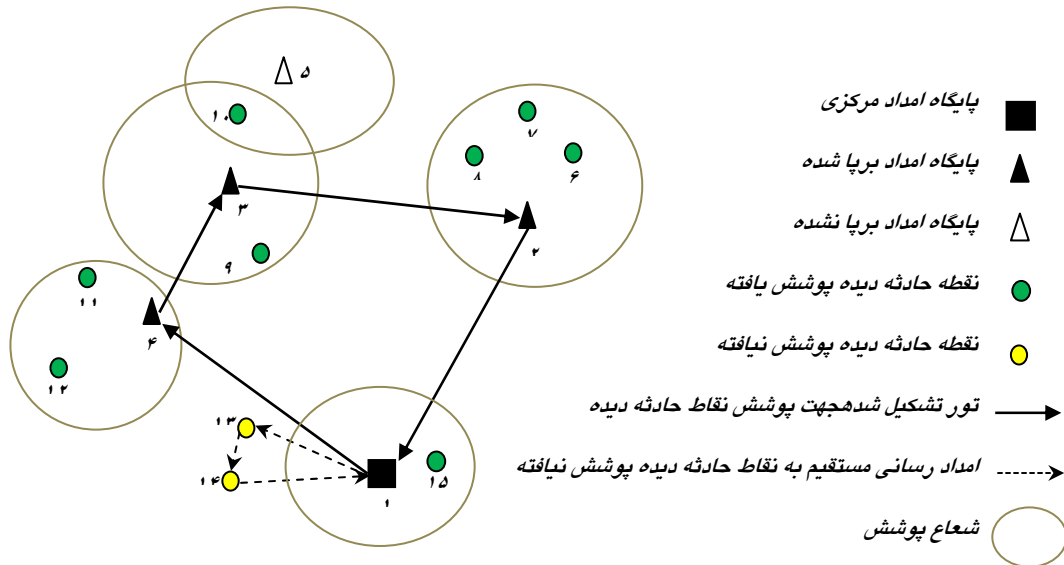 ۵
۱۰
۷
۸
۶
۳
۲
۹
۱۱
۴
۱۲
۱۳
۱۴
۱۵
۱
پایگاه امداد مرکزی
پایگاه امداد برپا شده
پایگاه امداد برپا نشده
نقطه حادثه دیده پوشش یافته
نقطه حادثه دیده پوشش نیافته
تور تشکیل شدهجهت پوشش نقاط حادثه دیده
امداد رسانی مستقیم به نقاط حادثه دیده پوشش نیافته
شعاع پوشش